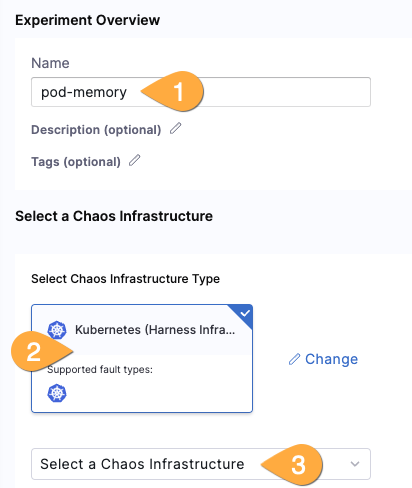 Experiment Overview
Name
pod-memory
1
Description (optional)
Tags (optional)
Select a Chaos Infrastructure
Select Chaos Infrastructure Type
Kubernetes (Harness Infra...
2
Supported fault types:
Change
Select a Chaos Infrastructure
3